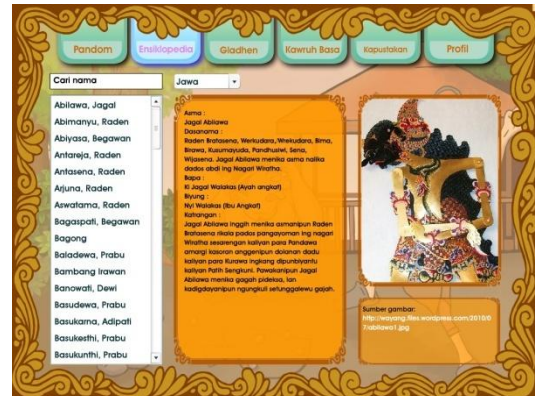 Pandom
Ensiklopedia
Gladhen
Kawruh Basa
Kapustakan
Profil
Cari nama
Jawa
Abilawa, Jagal
Abimanyu, Raden
Abiyasa, Begawan
Antareja, Raden
Antasena, Raden
Arjuna, Raden
Aswatama, Raden
Bagaspati, Begawan
Bagong
Baladewa, Prabu
Bambang Irawan
Banowati, Dewi
Basudewa, Prabu
Basukarna, Adipati
Basukesthi, Prabu
Basukunthi, Prabu
Asma :
Jagal Abilawa
Dasanama :
Raden Bratasena, Werkudara,Wrekudara, Bima,
Birawa, Kusumayuda, Pandhusiwi, Sena,
Wijasena. Jagal Abilawa menika asma nalika
dados abdi ing Nagari Wiratha.
Bapa :
Ki Jagal Walakas (Ayah angkat)
Biyung :
Nyi Walakas (Ibu Angkat)
Katrangan :
Jagal Abilawa inggih menika asmanipun Raden
Bratasena rikala pados pangayuman ing nagari
Wiratha sesarengan kaliyan para Pandawa
amargi kasoran anggenipun dolanan dadu
kaliyan para Kurawa ingkang dipunbiyantu
kaliyan Patih Sengkuni. Pawakanipun Jagal
Abilawa menika gagah pideksa, lan
kadigdayanipun ngungkuli setunggalewu gajah.
Sumber gambar:
http://wayang.files.wordpress.com/2010/0
7/abilawa1.jpg